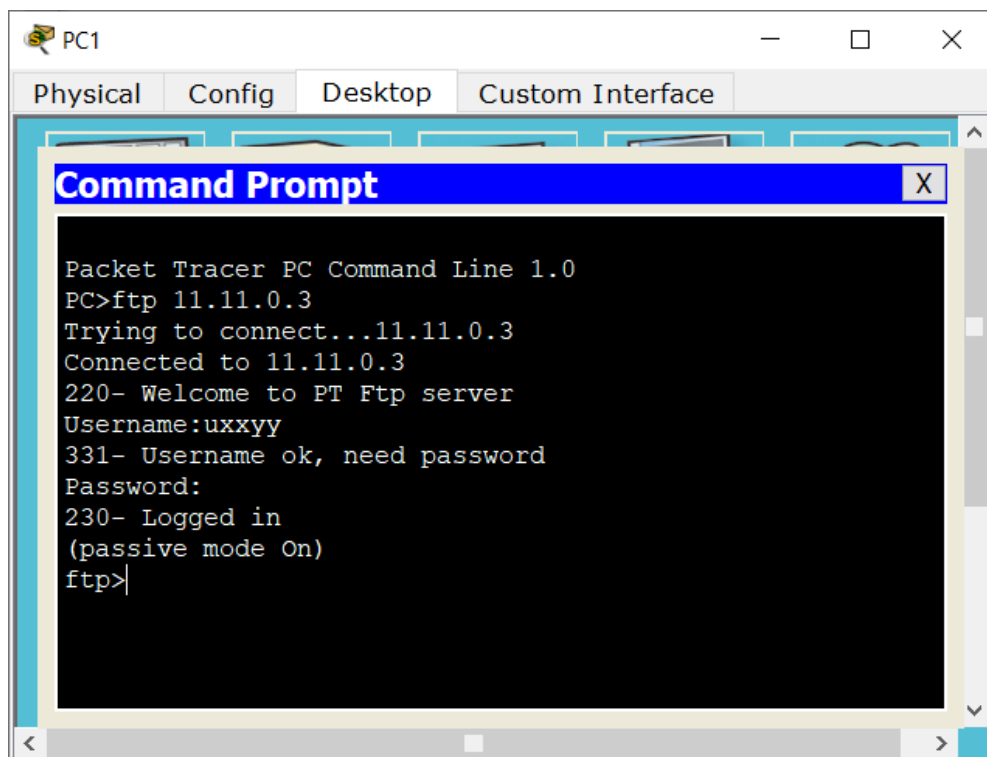 PC1
Physical Config Desktop Custom Interface
Command Prompt X
Packet Tracer PC Command Line 1.0
PC>ftp 11.11.0.3
Trying to connect...11.11.0.3
Connected to 11.11.0.3
220- Welcome to PT Ftp server
Username:uxxyy
331- Username ok, need password
Password:
230- Logged in
(passive mode On)
ftp>